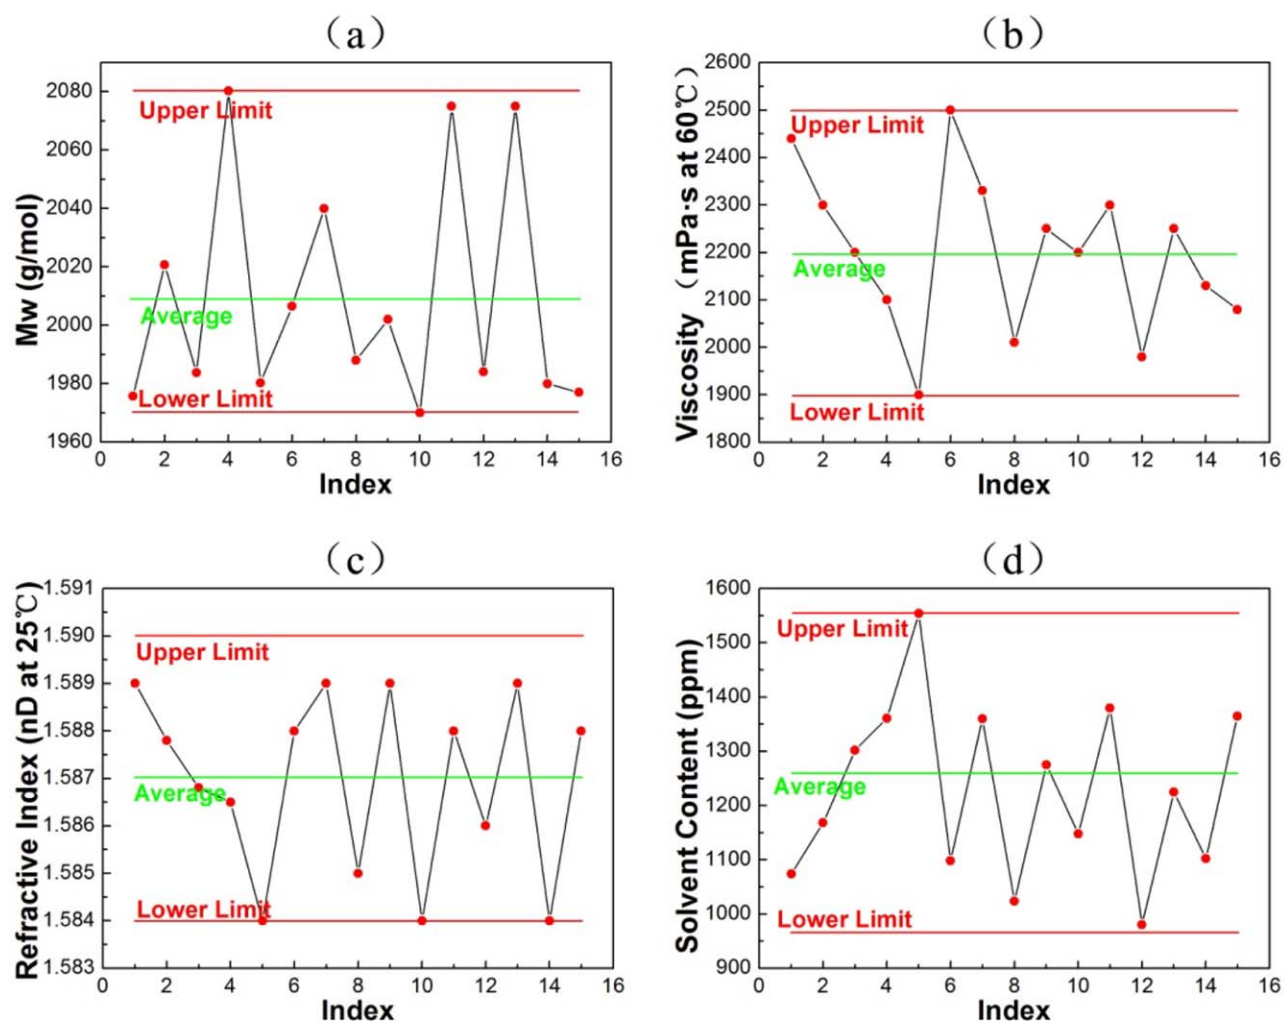 （a）
2080
2060
2040
2020
2000
1980
1960
Mw (g/mol)
Upper Limit
Average
Lower Limit
0 2 4 6 8 10 12 14 16
Index
（b）
2600
2500
2400
2300
2200
2100
2000
1900
1800
Viscosity（mPa·s at 60℃）
Upper Limit
Average
Lower Limit
0 2 4 6 8 10 12 14 16
Index
（c）
1.591
1.590
1.589
1.588
1.587
1.586
1.585
1.584
1.583
Refractive Index (nD at 25℃)
Upper Limit
Average
Lower Limit
0 2 4 6 8 10 12 14 16
Index
（d）
1600
1500
1400
1300
1200
1100
1000
900
Solvent Content (ppm)
Upper Limit
Average
Lower Limit
0 2 4 6 8 10 12 14 16
Index